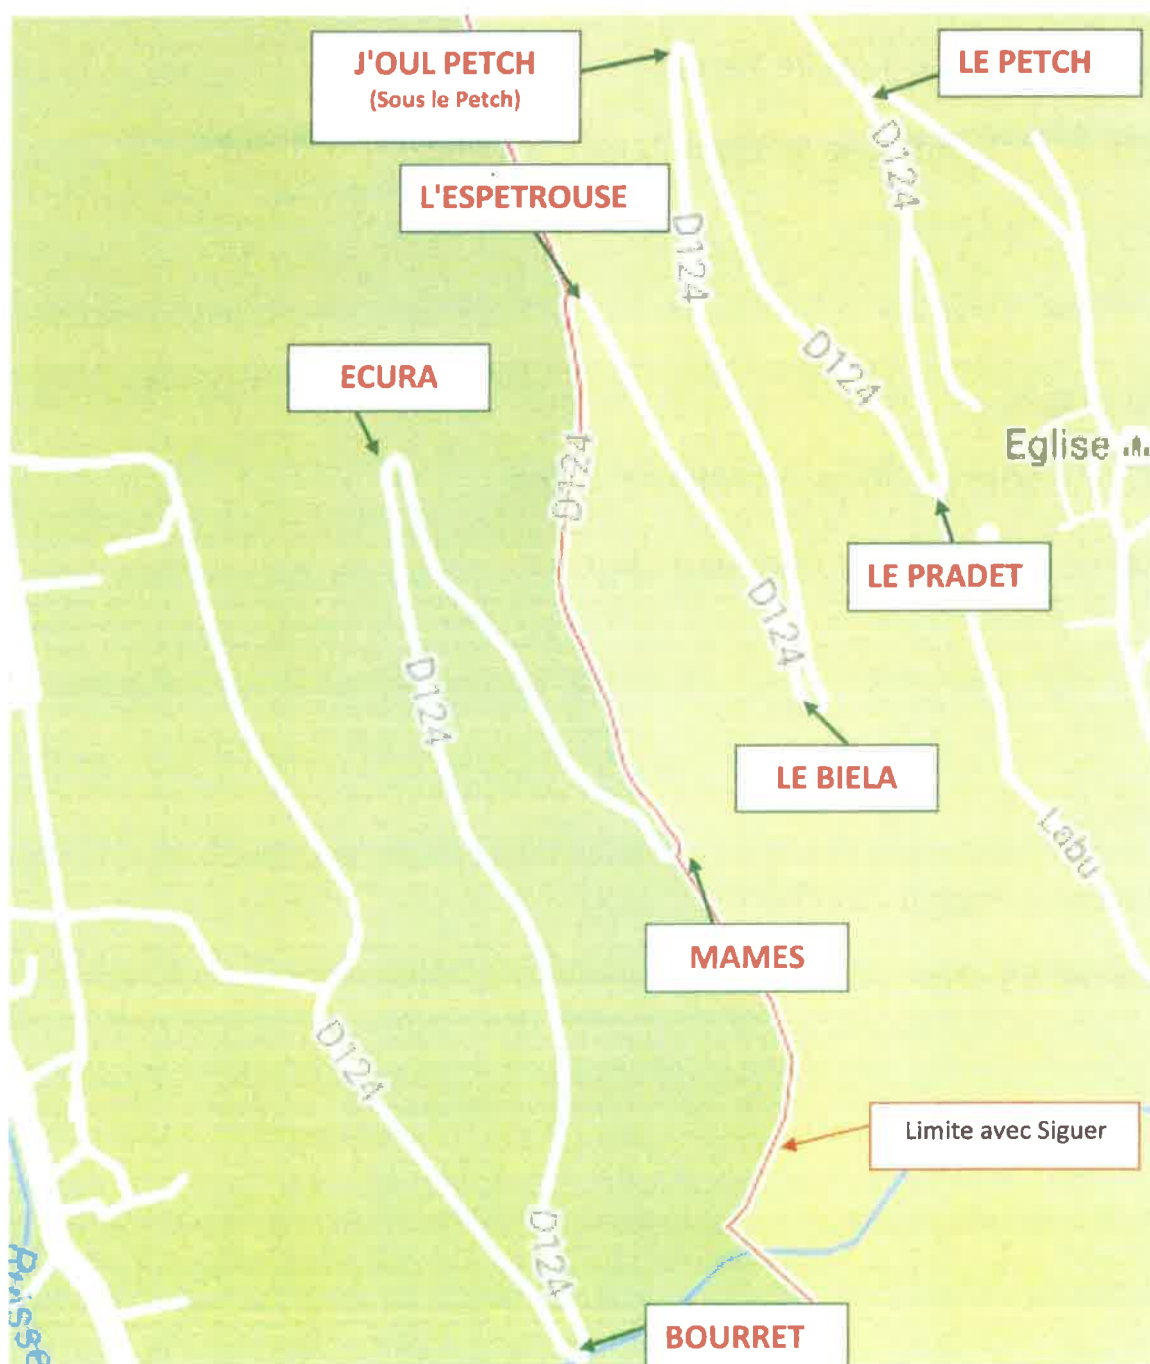 J'OUL PETCH
(Sous le Petch)
LE PETCH
D124
L'ESPETROUSE
D124
D124
ECURA
Eglise
D124
LE PRADET
D124
D124
LE BIELA
Labu
MAMES
D124
Limite avec Siguer
D124
Ruisse
BOURRET